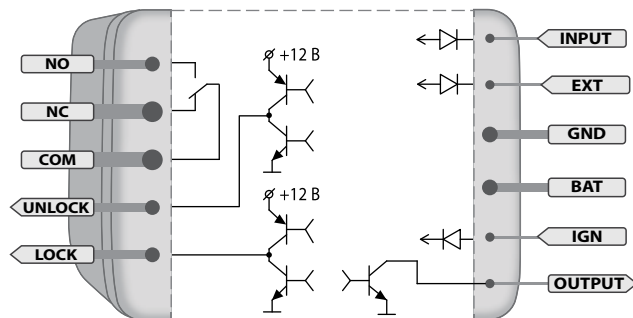 NO
NC
COM
UNLOCK
LOCK
+12 В
+12 В
INPUT
EXT
GND
BAT
IGN
OUTPUT